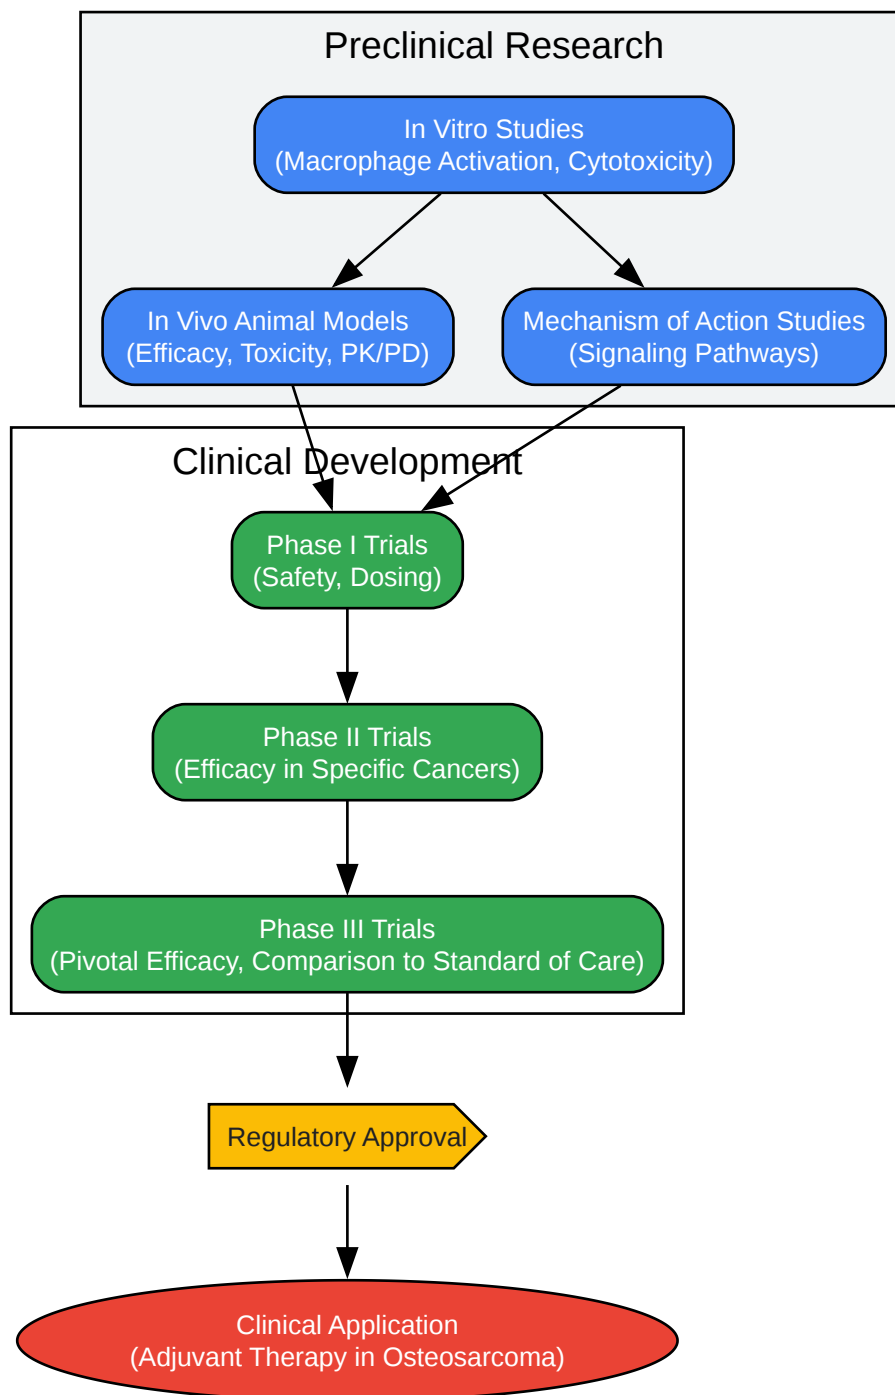 Preclinical Research
In Vitro Studies
(Macrophage Activation, Cytotoxicity)
In Vivo Animal Models
(Efficacy, Toxicity, PK/PD)
Mechanism of Action Studies
(Signaling Pathways)
Clinical Development
Phase I Trials
(Safety, Dosing)
Phase II Trials
(Efficacy in Specific Cancers)
Phase III Trials
(Pivotal Efficacy, Comparison to Standard of Care)
Regulatory Approval
Clinical Application
(Adjuvant Therapy in Osteosarcoma)